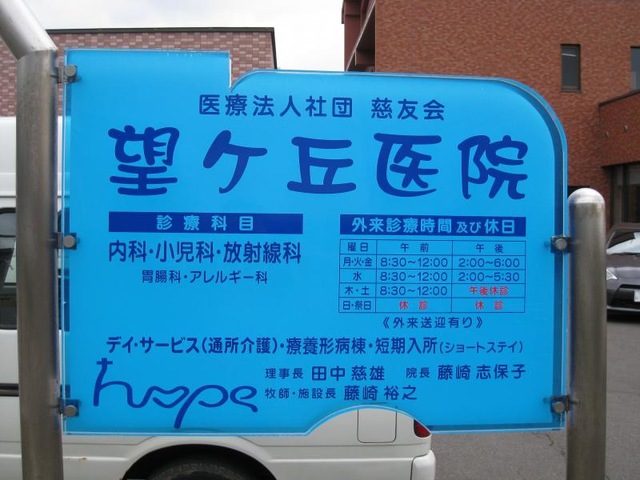 医療法人社団 慈友会
望ケ丘医院
診療科目
内科・小児科・放射線科
胃腸科・アレルギー科
外来診療時間及び休日
曜日 午前 午後
月・火・金 8:30～12:00 2:00～6:00
水 8:30～12:00 2:00～5:30
木・土 8:30～12:00 午後休診
日・祭日 休診 休診
《外来送迎有り》
デイ・サービス(通所介護)・療養形病棟・短期入所(ショートステイ)
hope
理事長 田中慈雄 院長 藤崎志保子
牧師・施設長 藤崎裕之